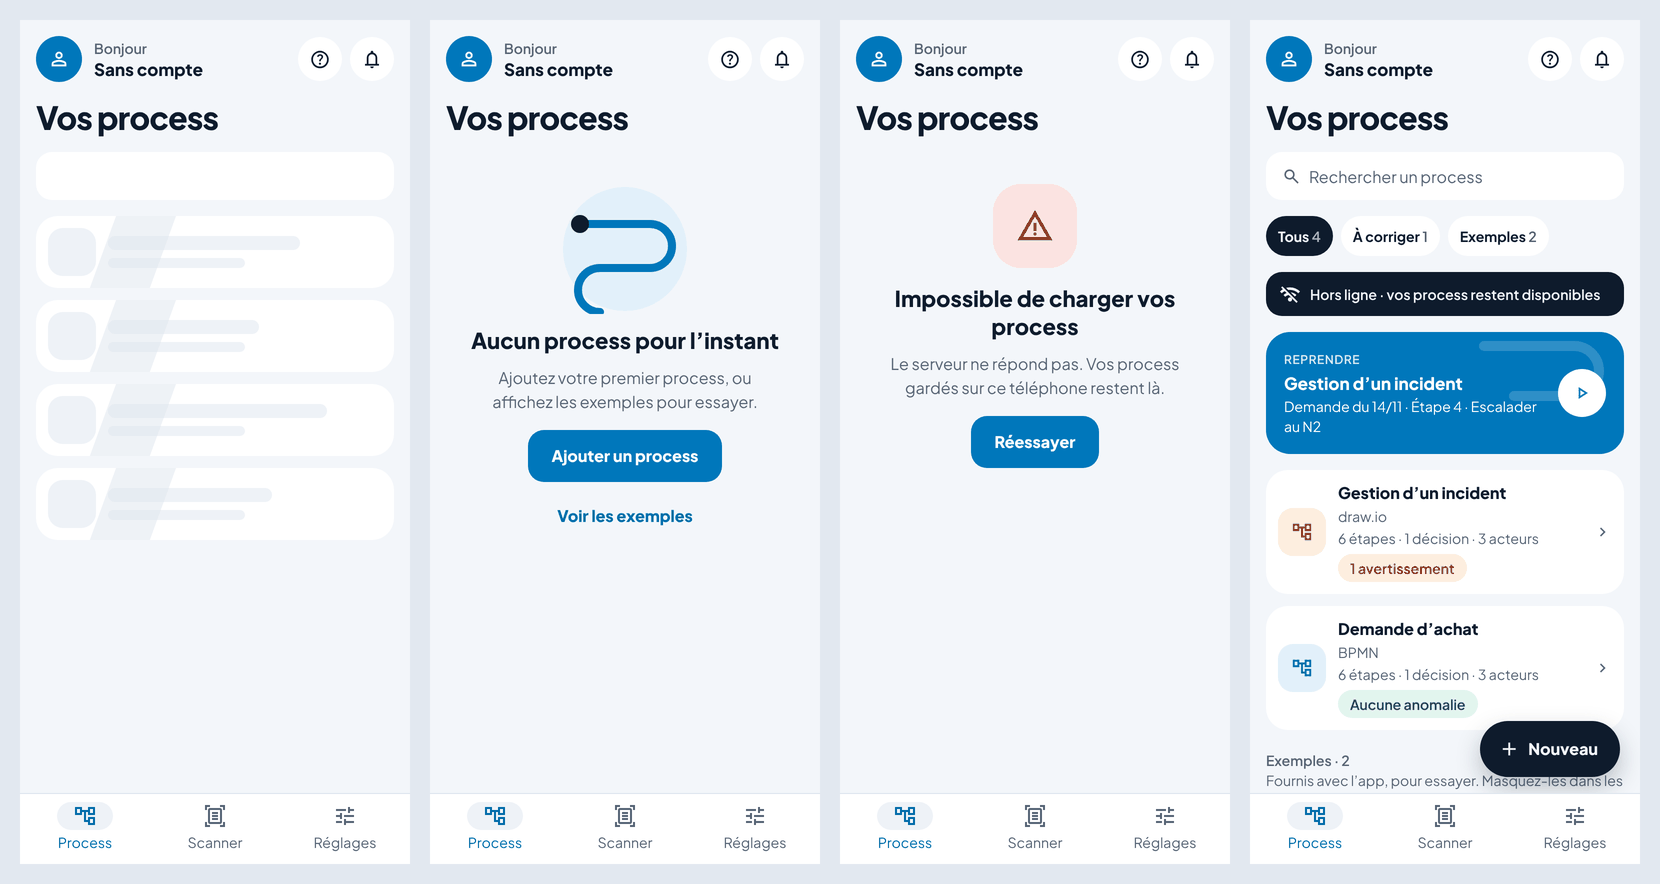 Bonjour
Sans compte
Vos process
Process
Scanner
Réglages
Bonjour
Sans compte
Vos process
Aucun process pour l’instant
Ajoutez votre premier process, ou
affichez les exemples pour essayer.
Ajouter un process
Voir les exemples
Process
Scanner
Réglages
Bonjour
Sans compte
Vos process
Impossible de charger vos
process
Le serveur ne répond pas. Vos process
gardés sur ce téléphone restent là.
Réessayer
Process
Scanner
Réglages
Bonjour
Sans compte
Vos process
Rechercher un process
Tous 4
À corriger 1
Exemples 2
Hors ligne · vos process restent disponibles
REPRENDRE
Gestion d’un incident
Demande du 14/11 · Étape 4 · Escalader
au N2
Gestion d’un incident
draw.io
6 étapes · 1 décision · 3 acteurs
1 avertissement
Demande d’achat
BPMN
6 étapes · 1 décision · 3 acteurs
Aucune anomalie
Nouveau
Exemples · 2
Fournis avec l’app, pour essayer. Masquez-les dans les
Process
Scanner
Réglages